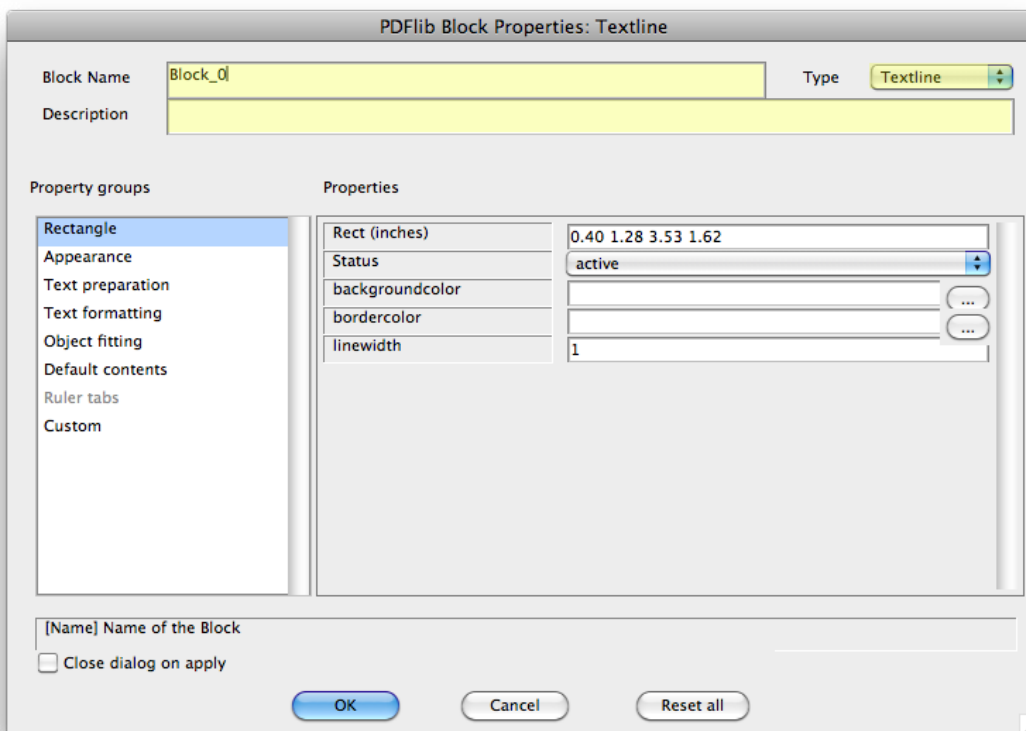 PDFlib Block Properties: Textline
Block Name Block_0 Type Textline
Description
Property groups Properties
Rectangle
Appearance
Text preparation
Text formatting
Object fitting
Default contents
Ruler tabs
Custom
Rect (inches) 0.40 1.28 3.53 1.62
Status active
backgroundcolor ...
bordercolor ...
linewidth 1
[Name] Name of the Block
Close dialog on apply
OK Cancel Reset all